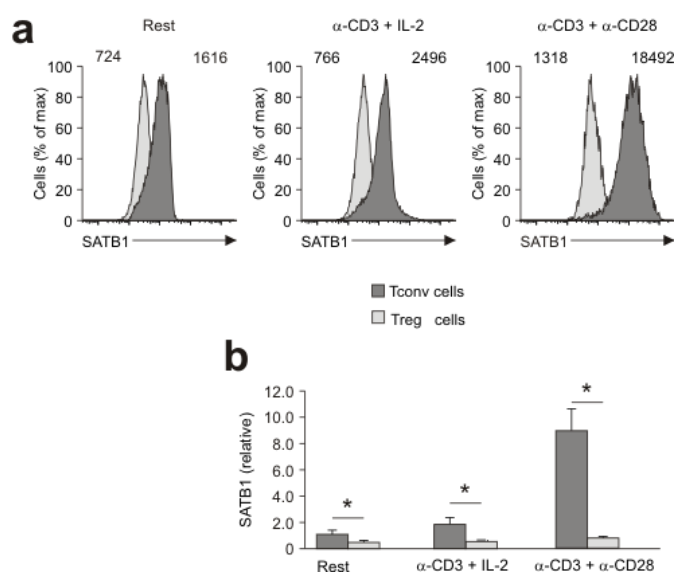 a
Rest
α-CD3 + IL-2
α-CD3 + α-CD28
724
1616
766
2496
1318
18492
Cells (% of max)
100
80
60
40
20
0
SATB1
Cells (% of max)
100
80
60
40
20
0
SATB1
Cells (% of max)
100
80
60
40
20
0
SATB1
Tconv cells
Treg cells
b
SATB1 (relative)
12.0
10.0
8.0
6.0
4.0
2.0
0
*
*
*
Rest
α-CD3 + IL-2
α-CD3 + α-CD28